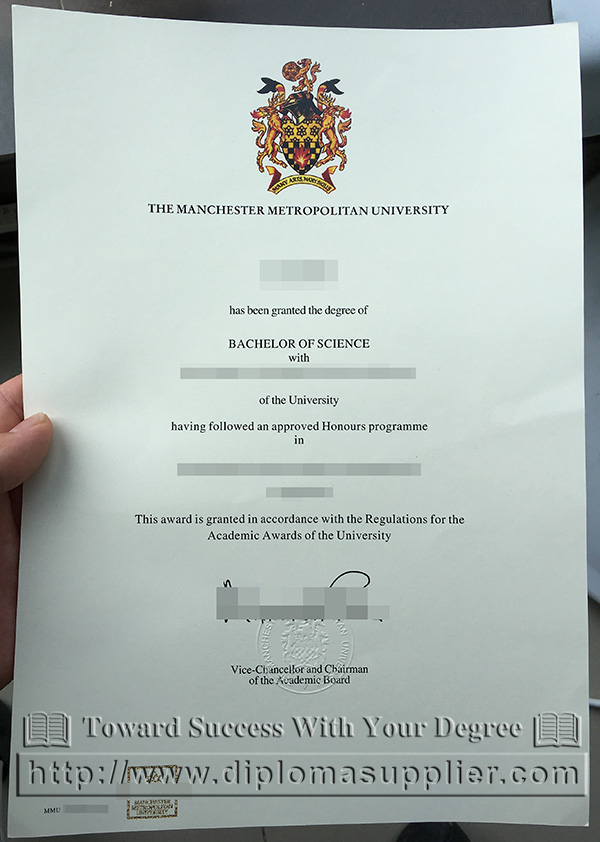 THE MANCHESTER METROPOLITAN UNIVERSITY
has been granted the degree of
BACHELOR OF SCIENCE
with
of the University
having followed an approved Honours programme
in
This award is granted in accordance with the Regulations for the
Academic Awards of the University
Vice-Chancellor and Chairman
of the Academic Board
Toward Success With Your Degree
http://www.diplomasupplier.com
MANCHESTER
METROPOLITAN
UNIVERSITY
MMU